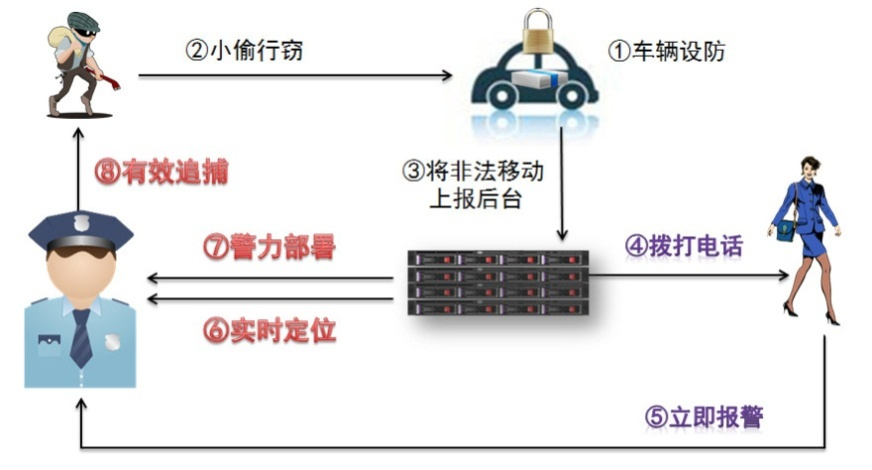 ②小偷行窃
①车辆设防
③将非法移动
上报后台
⑧有效追捕
⑦警力部署
④拨打电话
⑥实时定位
⑤立即报警